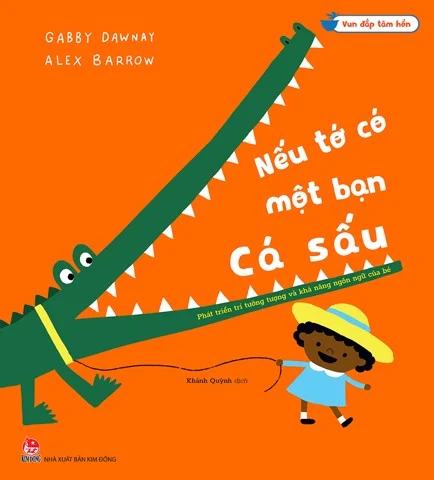 GABBY DAWNAY
ALEX BARROW
Vun đắp tâm hồn
Nếu tớ có
một bạn
Cá sấu
Phát triển trí tưởng tượng và khả năng ngôn ngữ của bé
Khánh Quỳnh dịch
KIM ĐỒNG
NHÀ XUẤT BẢN KIM ĐỒNG